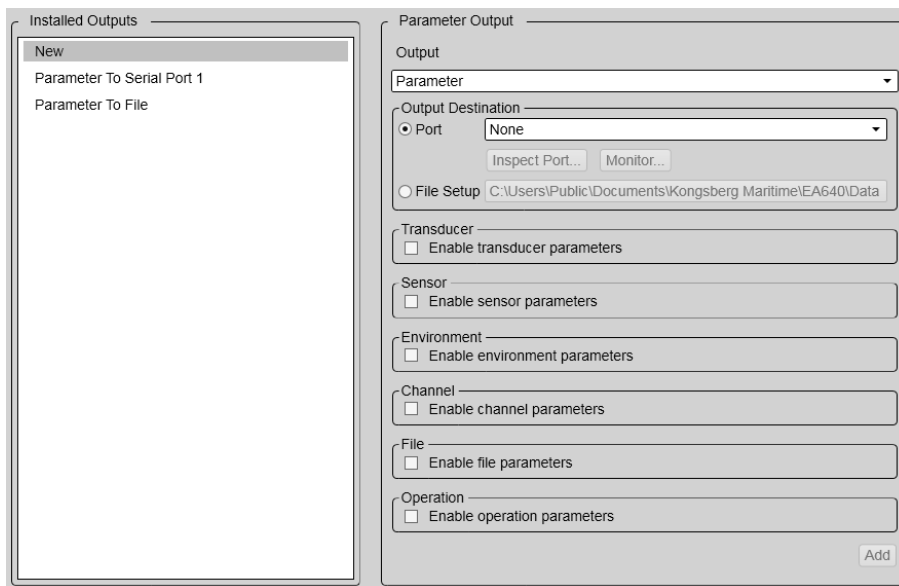 Installed Outputs
New
Parameter To Serial Port 1
Parameter To File
Parameter Output
Output
Parameter
Output Destination
Port
None
Inspect Port...
Monitor...
File Setup
C:\Users\Public\Documents\Kongsberg Maritime\EA640\Data
Transducer
Enable transducer parameters
Sensor
Enable sensor parameters
Environment
Enable environment parameters
Channel
Enable channel parameters
File
Enable file parameters
Operation
Enable operation parameters
Add